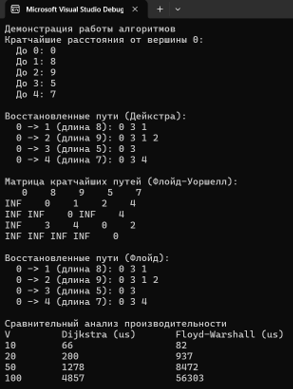 Microsoft Visual Studio Debug
Демонстрация работы алгоритмов
Кратчайшие расстояния от вершины 0:
До 0: 0
До 1: 8
До 2: 9
До 3: 5
До 4: 7
Восстановленные пути (Дейкстра):
0 -> 1 (длина 8): 0 3 1
0 -> 2 (длина 9): 0 3 1 2
0 -> 3 (длина 5): 0 3
0 -> 4 (длина 7): 0 3 4
Матрица кратчайших путей (Флойд-Уоршелл):
0 8 9 5 7
INF 0 1 2 4
INF INF 0 INF 4
INF 3 4 0 2
INF INF INF INF 0
Восстановленные пути (Флойд):
0 -> 1 (длина 8): 0 3 1
0 -> 2 (длина 9): 0 3 1 2
0 -> 3 (длина 5): 0 3
0 -> 4 (длина 7): 0 3 4
Сравнительный анализ производительности
V Dijkstra (us) Floyd-Warshall (us)
10 66 82
20 200 937
50 1278 8472
100 4857 56303